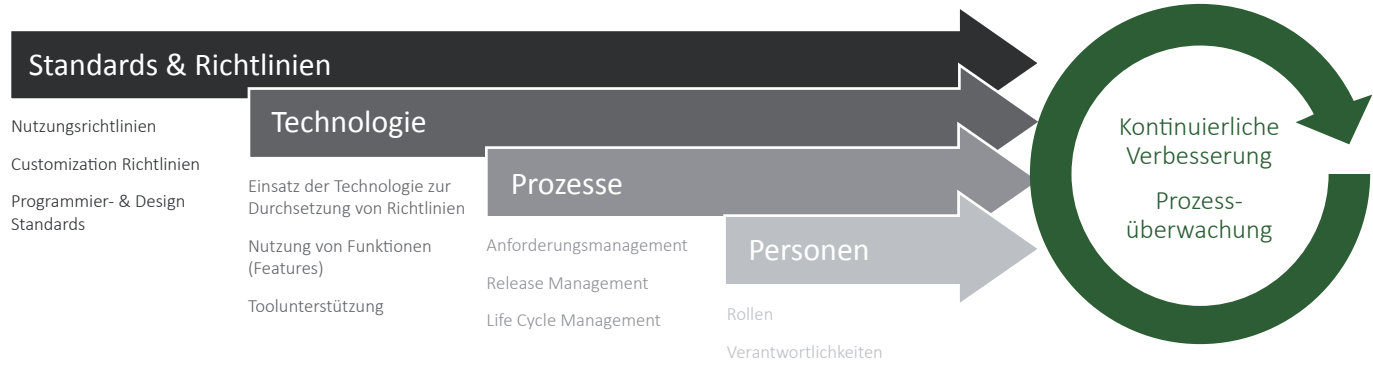 Standards & Richtlinien
Nutzungsrichtlinien
Customization Richtlinien
Programmier- & Design
Standards
Technologie
Einsatz der Technologie zur
Durchsetzung von Richtlinien
Nutzung von Funktionen
(Features)
Toolunterstützung
Prozesse
Anforderungsmanagement
Release Management
Life Cycle Management
Personen
Rollen
Verantwortlichkeiten
Kontinuierliche
Verbesserung
Prozess-
überwachung